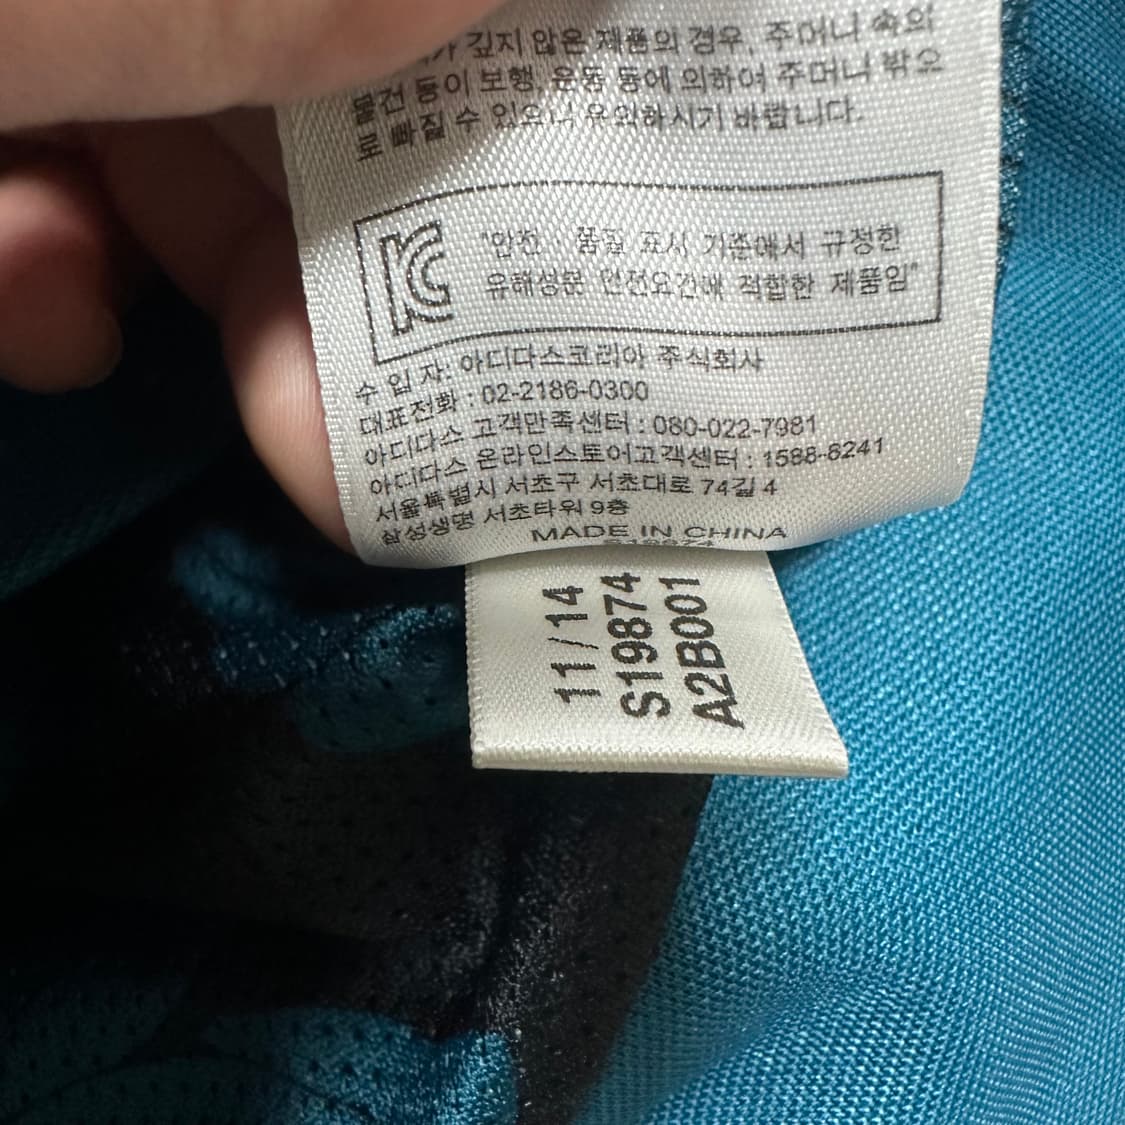 깊지 않은 제품의 경우, 주머니 속의
물건 등이 보행, 운동 등에 의하여 주머니 밖으
로 빠질 수 있으니 유의하시기 바랍니다.
KC
"안전 · 품질 표시 기준에서 규정한
유해성분 안전요건에 적합한 제품임"
수 입 자: 아디다스코리아 주식회사
대표전화 : 02-2186-0300
아디다스 고객만족센터 : 080-022-7981
아디다스 온라인스토어고객센터 : 1588-8241
서울특별시 서초구 서초대로 74길 4
삼성생명 서초타워 9층
MADE IN CHINA
11/14
S19874
A2B001